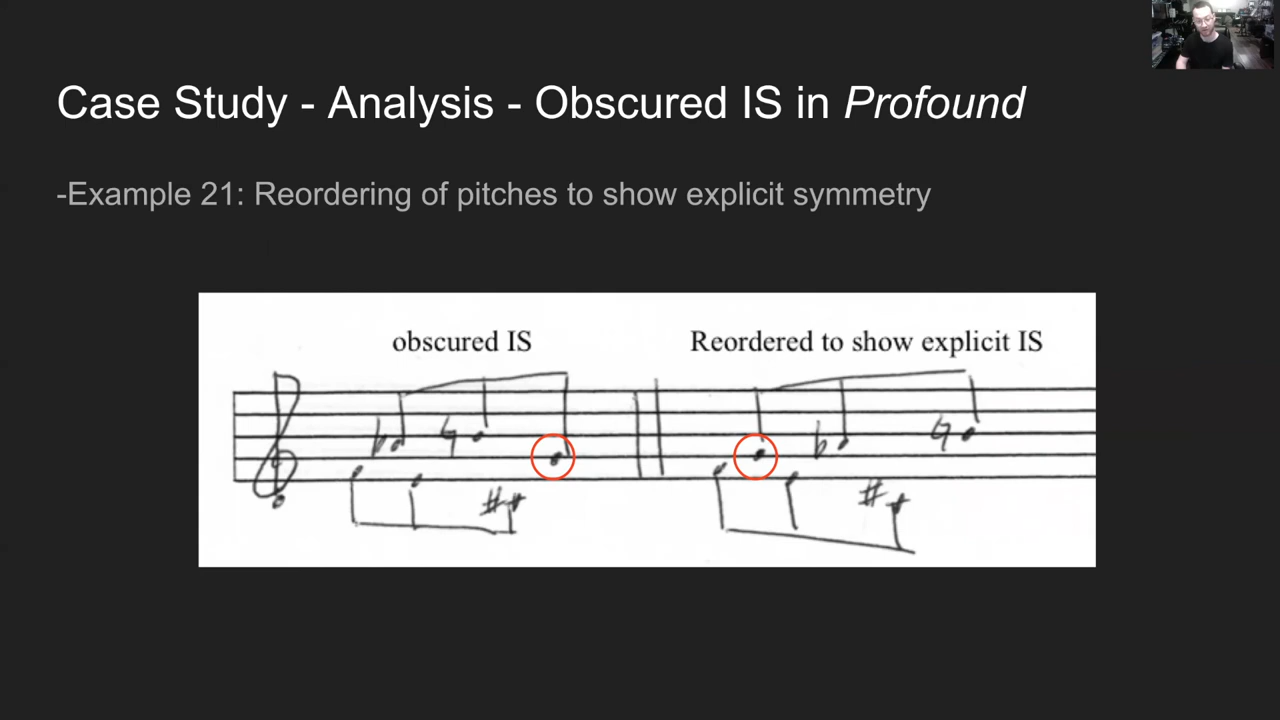 Case Study - Analysis - Obscured IS in Profound
-Example 21: Reordering of pitches to show explicit symmetry
obscured IS
Reordered to show explicit IS